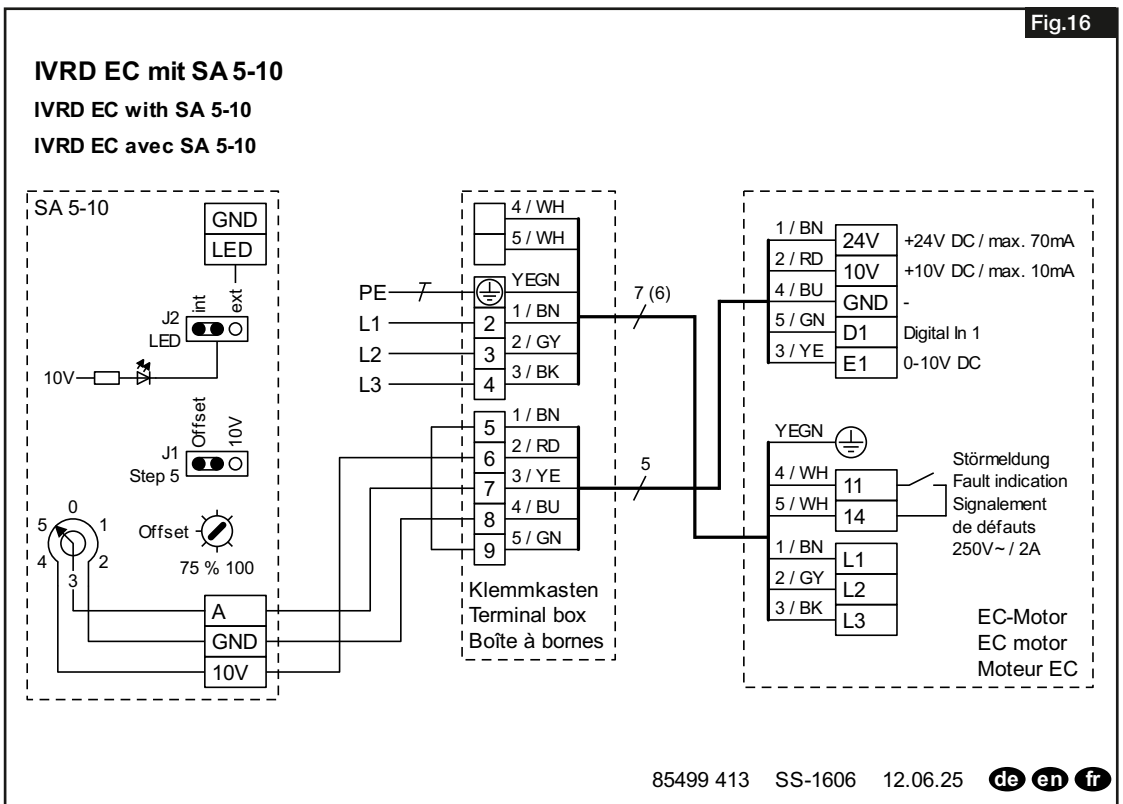 Fig.16
IVRD EC mit SA 5-10
IVRD EC with SA 5-10
IVRD EC avec SA 5-10
SA 5-10
GND
LED
int
ext
J2
LED
10V
Offset
10V
J1
Step 5
0
1
2
3
4
5
Offset
75 % 100
A
GND
10V
PE
L1
L2
L3
4 / WH
5 / WH
YEGN
2
1 / BN
3
2 / GY
4
3 / BK
5
1 / BN
6
2 / RD
7
3 / YE
8
4 / BU
9
5 / GN
Klemmkasten
Terminal box
Boîte à bornes
7 (6)
5
1 / BN
24V
+24V DC / max. 70mA
2 / RD
10V
+10V DC / max. 10mA
4 / BU
GND
-
5 / GN
D1
Digital In 1
3 / YE
E1
0-10V DC
YEGN
4 / WH
11
5 / WH
14
Störmeldung
Fault indication
Signalement
de défauts
250V~ / 2A
1 / BN
L1
2 / GY
L2
3 / BK
L3
EC-Motor
EC motor
Moteur EC
85499 413 SS-1606 12.06.25 de en fr